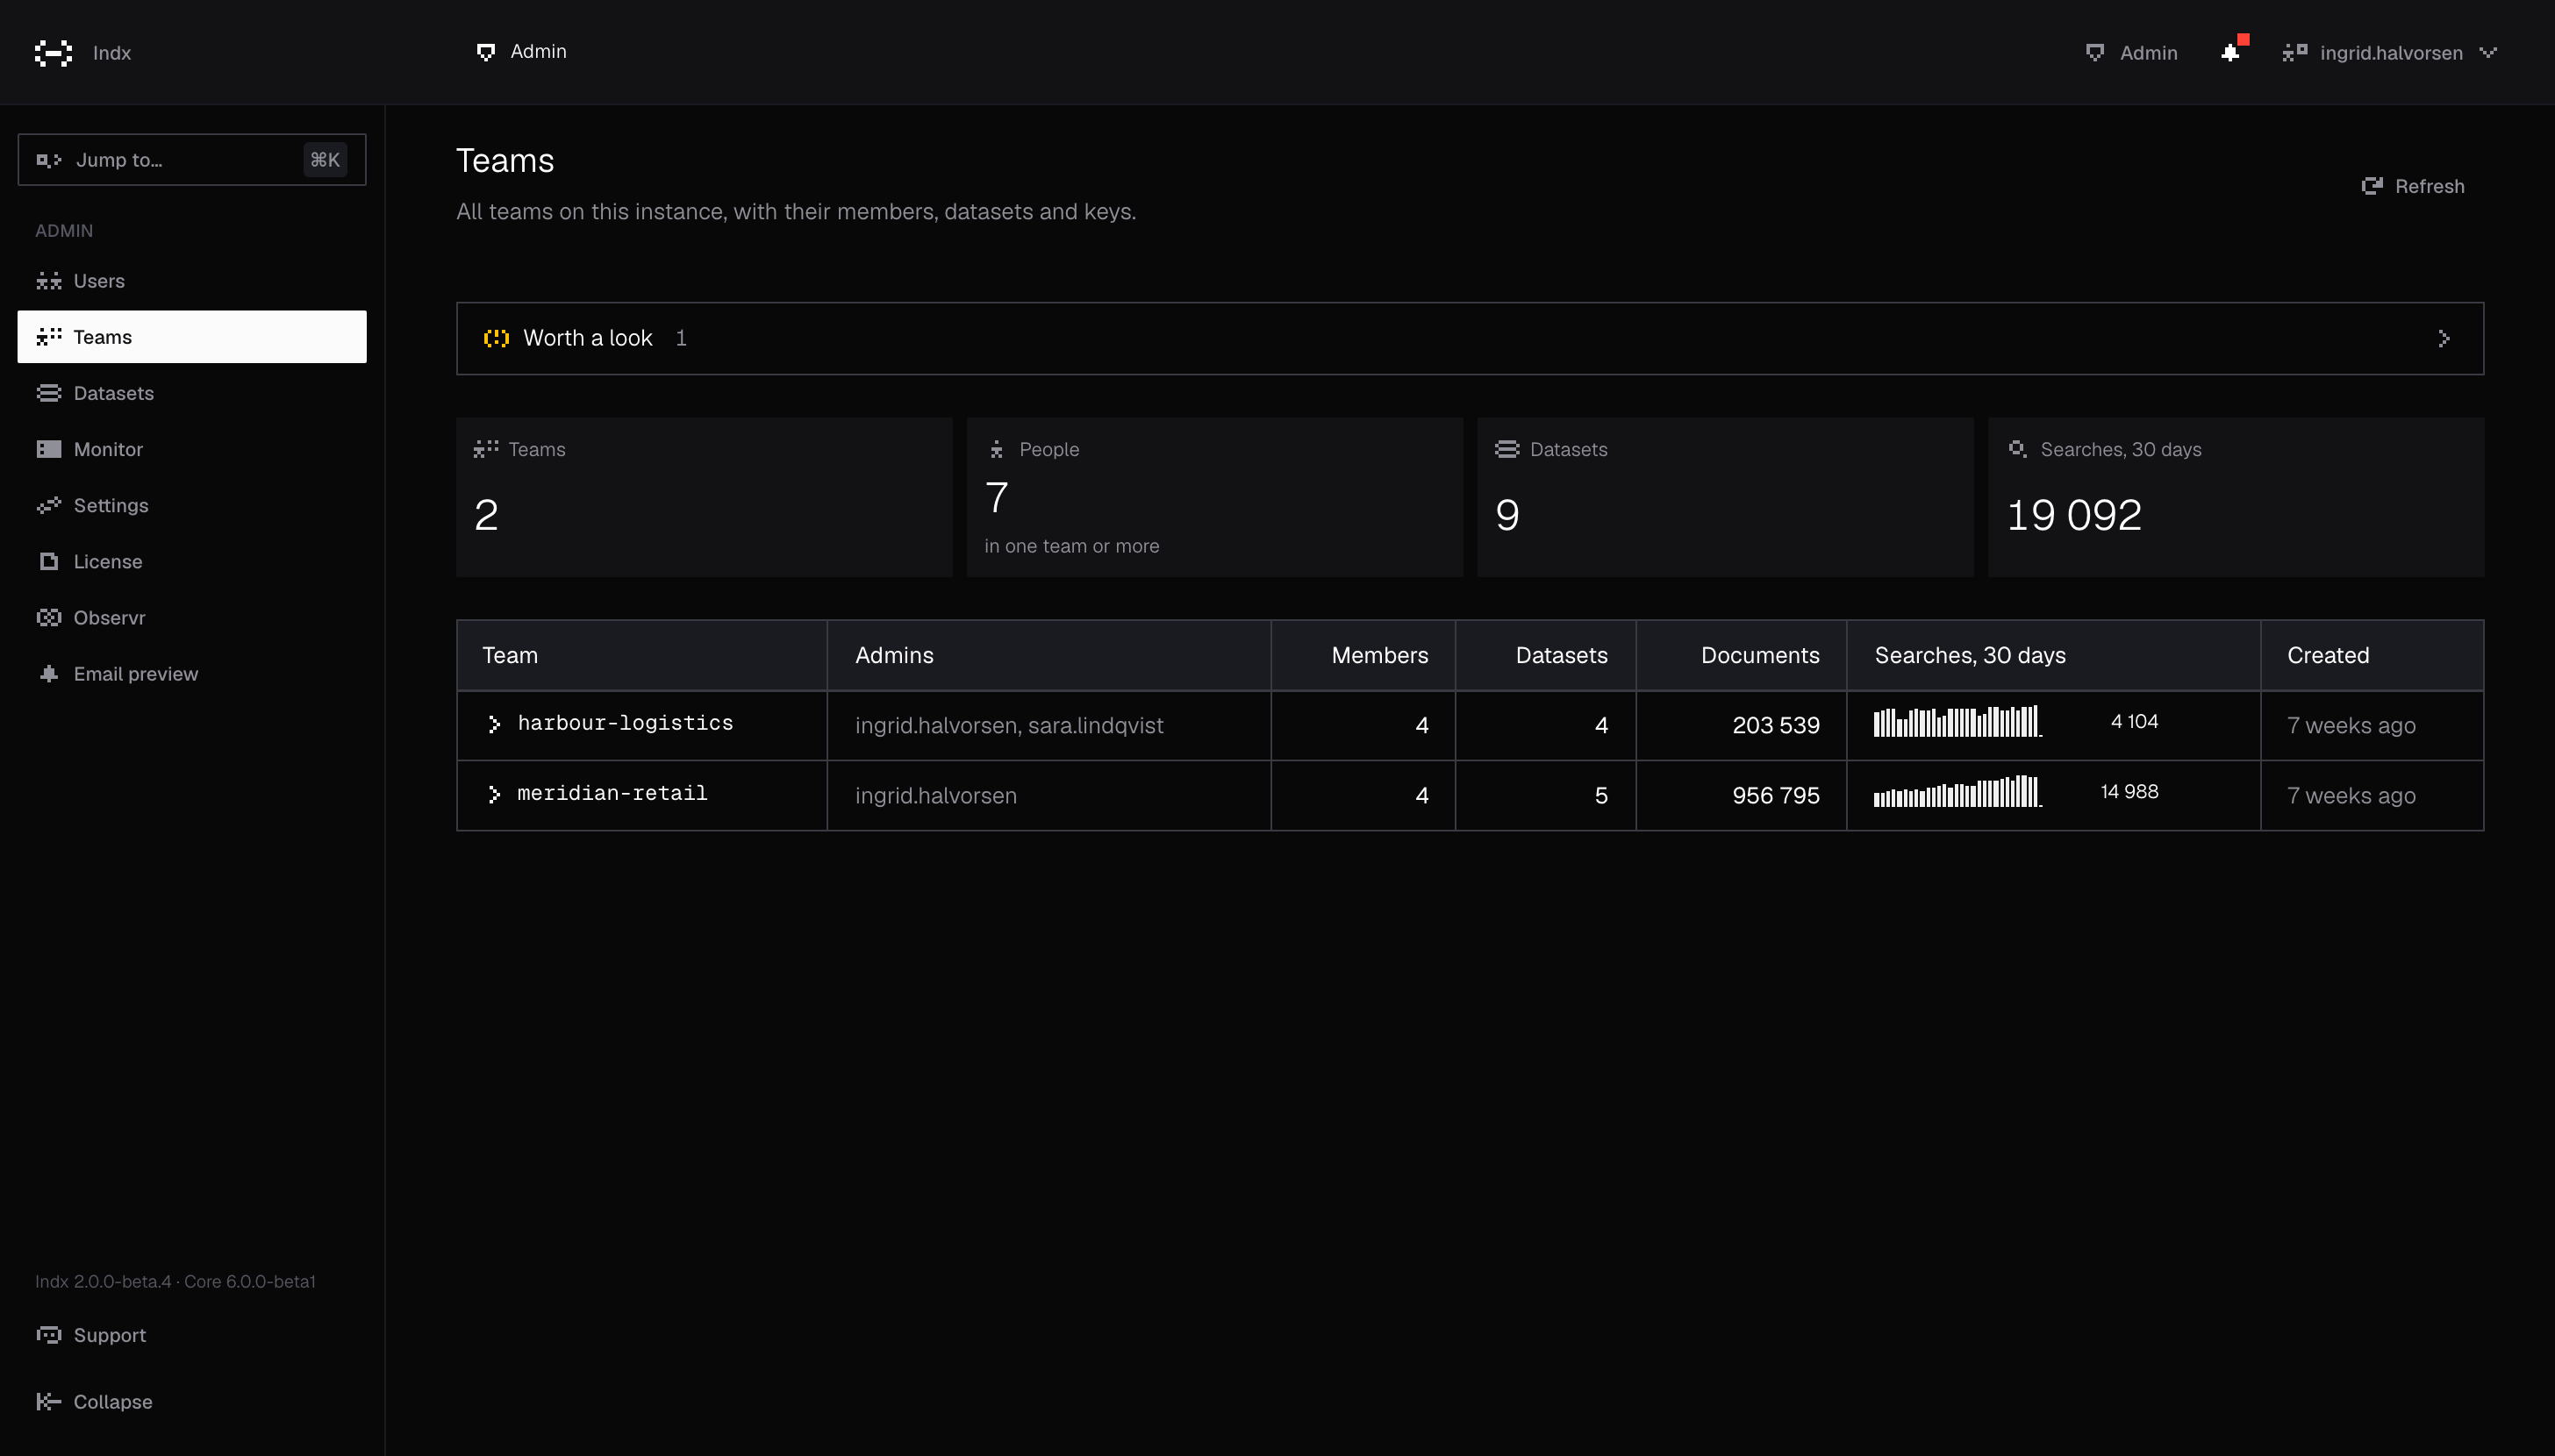 Indx
Admin
Admin
ingrid.halvorsen
Jump to...
⌘K
ADMIN
Users
Teams
Datasets
Monitor
Settings
License
Observr
Email preview
Indx 2.0.0-beta.4 · Core 6.0.0-beta1
Support
Collapse
Teams
All teams on this instance, with their members, datasets and keys.
Refresh
Worth a look 1
Teams
2
People
7
in one team or more
Datasets
9
Searches, 30 days
19 092
Team Admins Members Datasets Documents Searches, 30 days Created
harbour-logistics ingrid.halvorsen, sara.lindqvist 4 4 203 539 4 104 7 weeks ago
meridian-retail ingrid.halvorsen 4 5 956 795 14 988 7 weeks ago